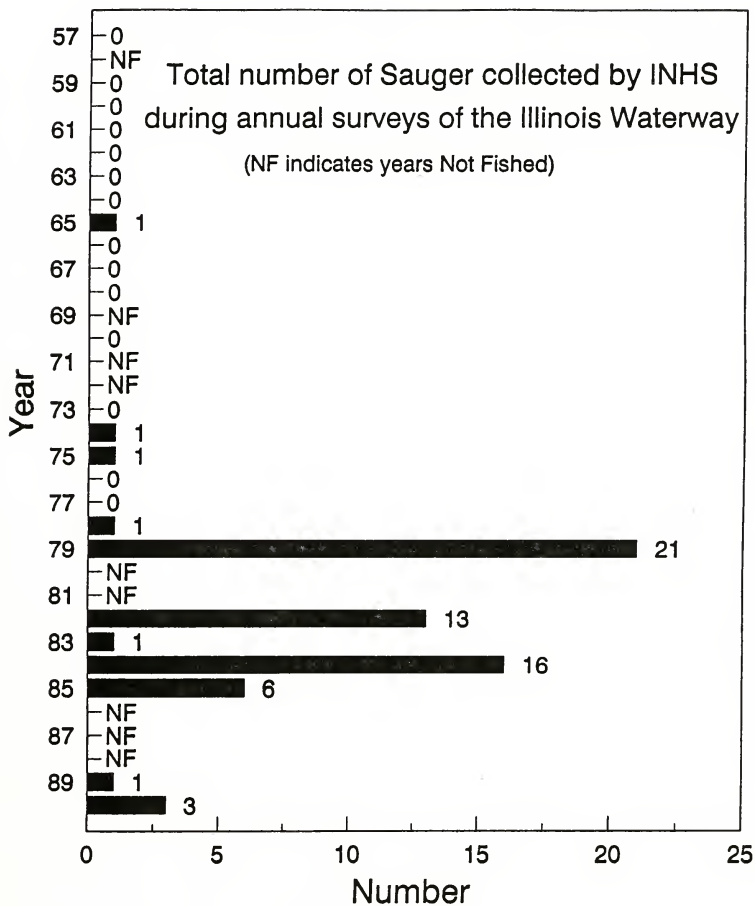 Total number of Sauger collected by INHS
during annual surveys of the Illinois Waterway
(NF indicates years Not Fished)
Year
57 0
NF
59 0
0
61 0
0
63 0
0
65 1
0
67 0
0
69 NF
0
71 NF
NF
73 0
1
75 1
0
77 0
1
79 21
NF
81 NF
13
83 1
16
85 6
NF
87 NF
NF
89 1
3
0 5 10 15 20 25
Number